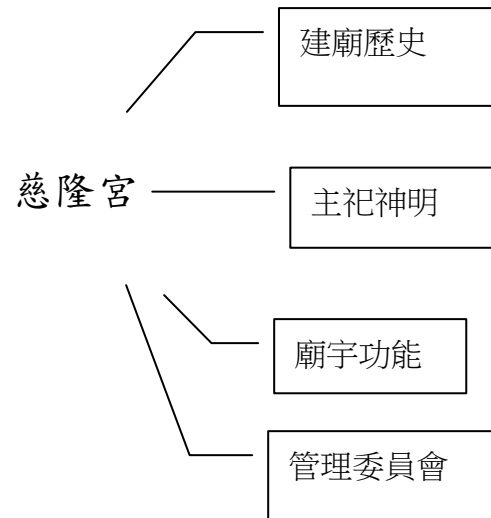 建廟歷史
慈隆宮
主祀神明
廟宇功能
管理委員會